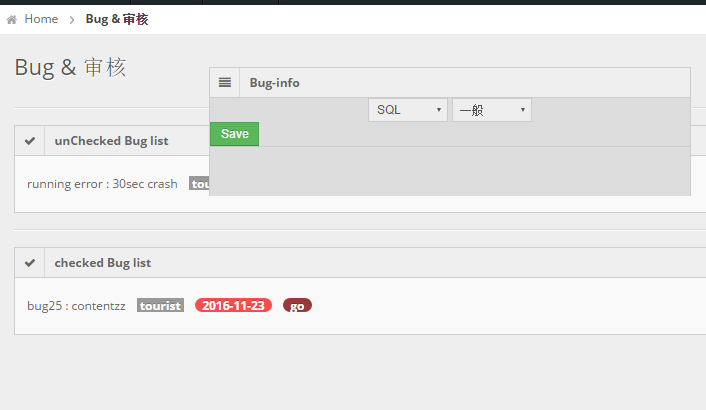 Home > Bug & 审核
Bug & 审核
Bug-info
SQL 一般
Save
unChecked Bug list
running error : 30sec crash
checked Bug list
bug25 : contentzz tourist 2016-11-23 go